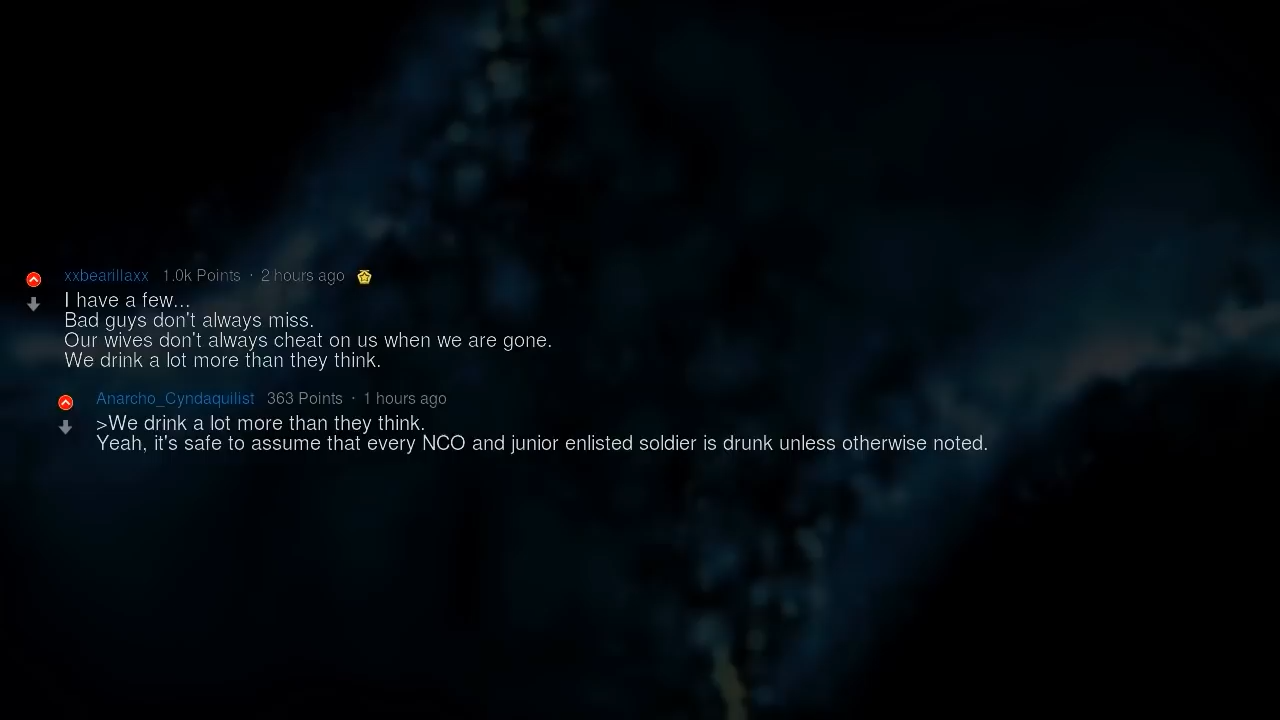 xxbearillaxx 1.0k Points · 2 hours ago
I have a few...
Bad guys don't always miss.
Our wives don't always cheat on us when we are gone.
We drink a lot more than they think.
Anarcho_Cyndaquilist 363 Points · 1 hours ago
>We drink a lot more than they think.
Yeah, it's safe to assume that every NCO and junior enlisted soldier is drunk unless otherwise noted.